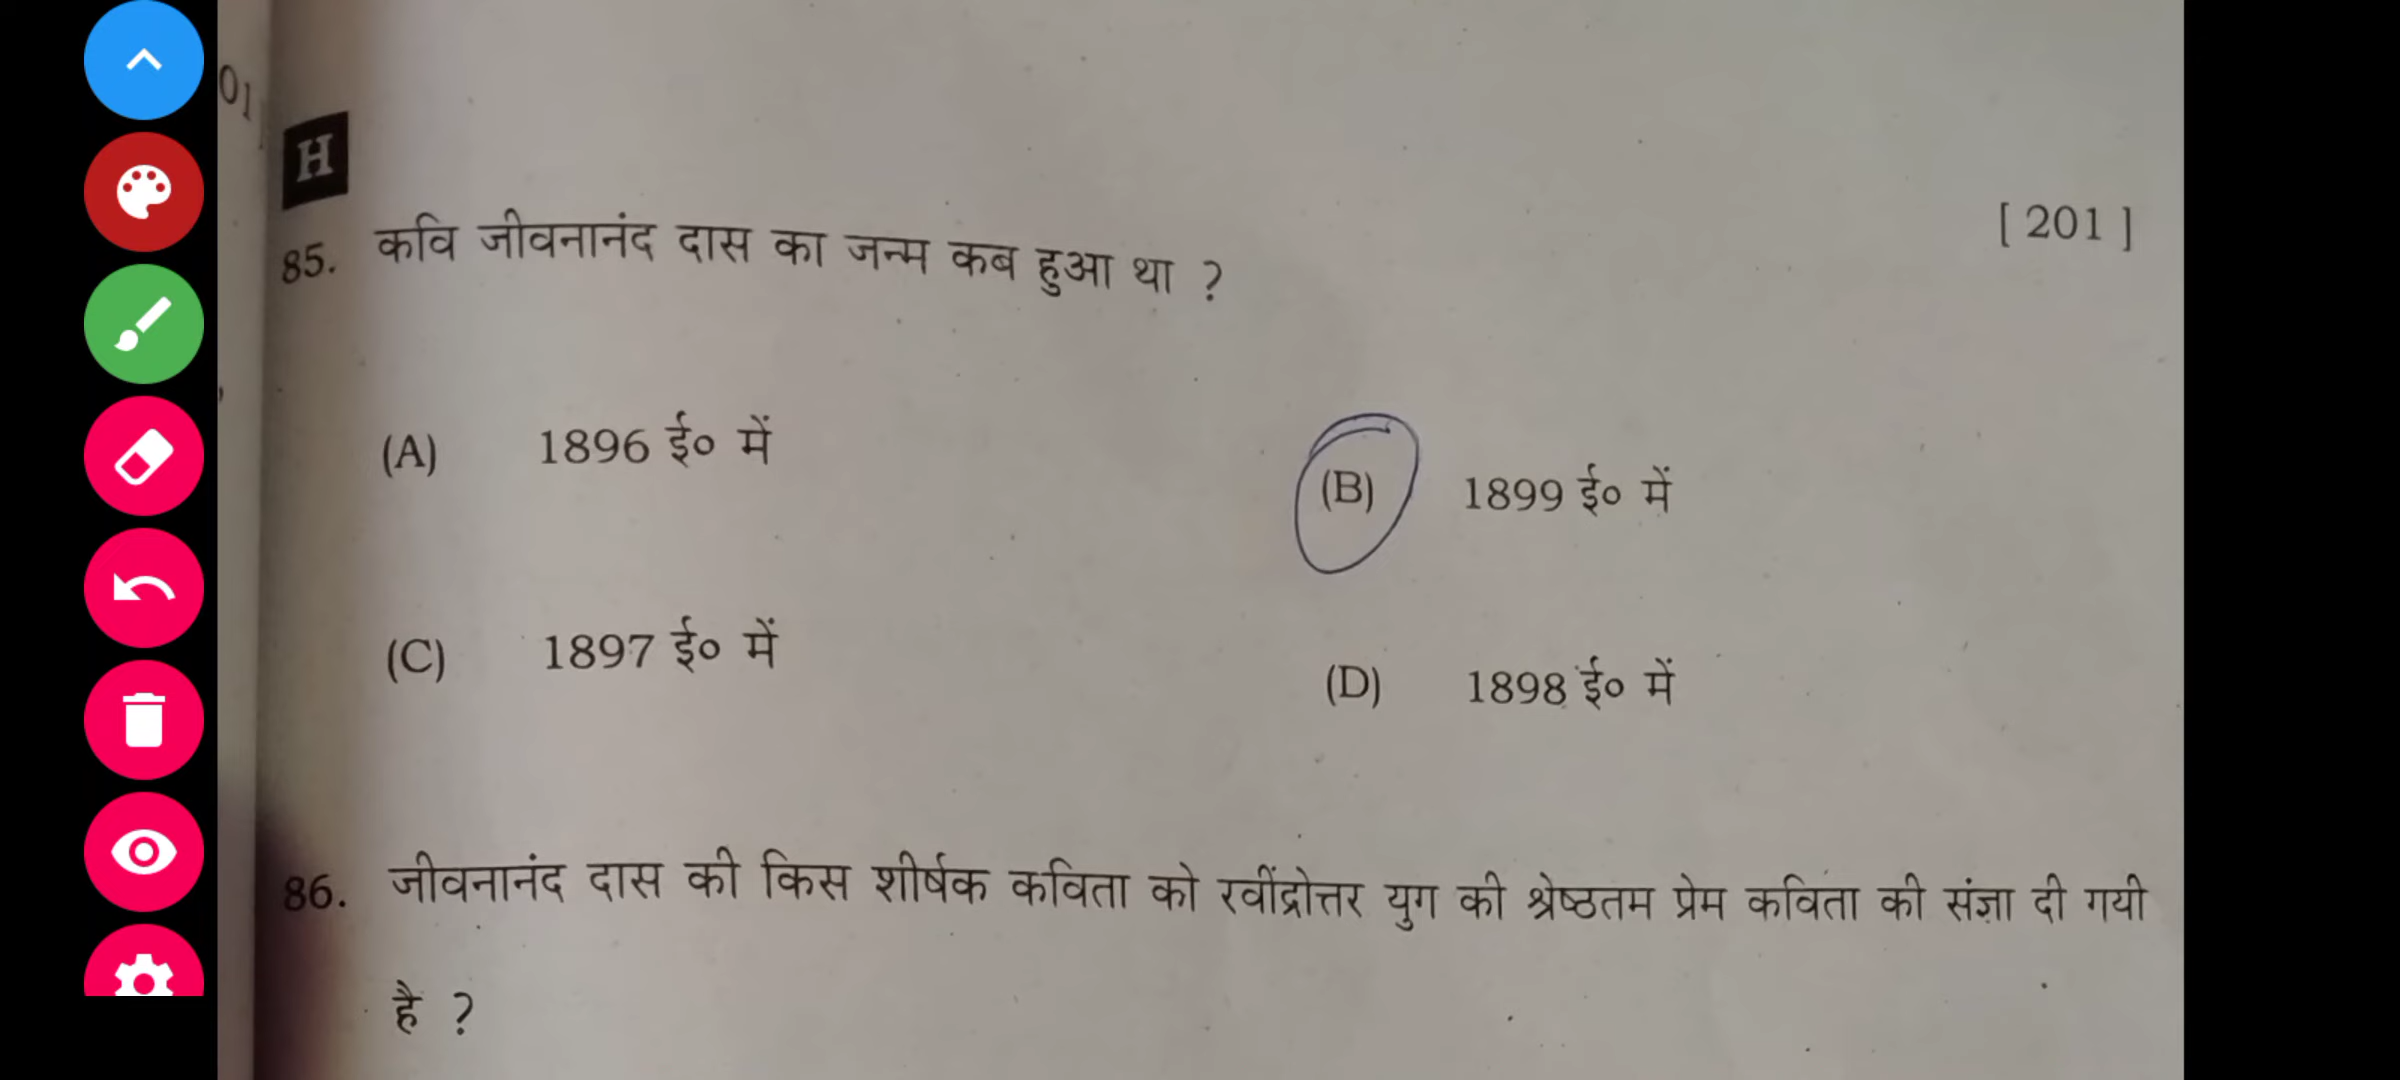 01
H
[ 201 ]
85. कवि जीवनानंद दास का जन्म कब हुआ था ?
(A) 1896 ई० में
(B) 1899 ई० में
(C) 1897 ई० में
(D) 1898 ई० में
86. जीवनानंद दास की किस शीर्षक कविता को रवींद्रोत्तर युग की श्रेष्ठतम प्रेम कविता की संज्ञा दी गयी
है ?